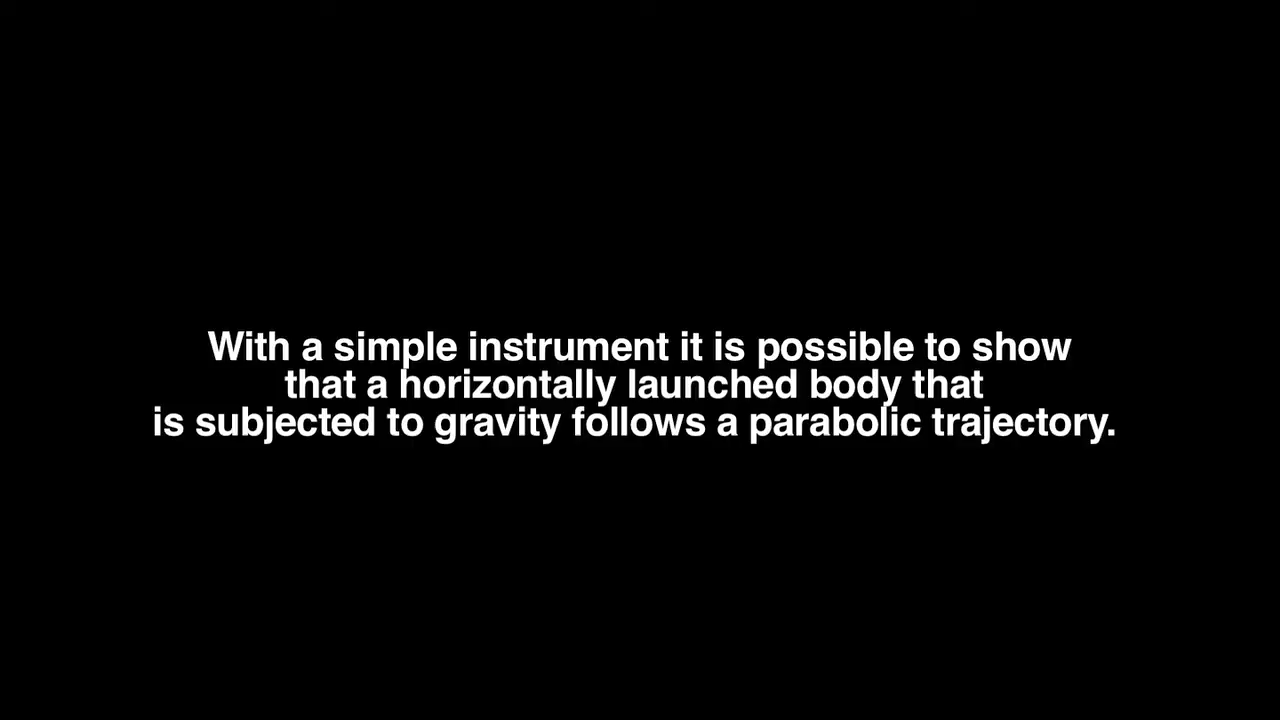 With a simple instrument it is possible to show
that a horizontally launched body that
is subjected to gravity follows a parabolic trajectory.